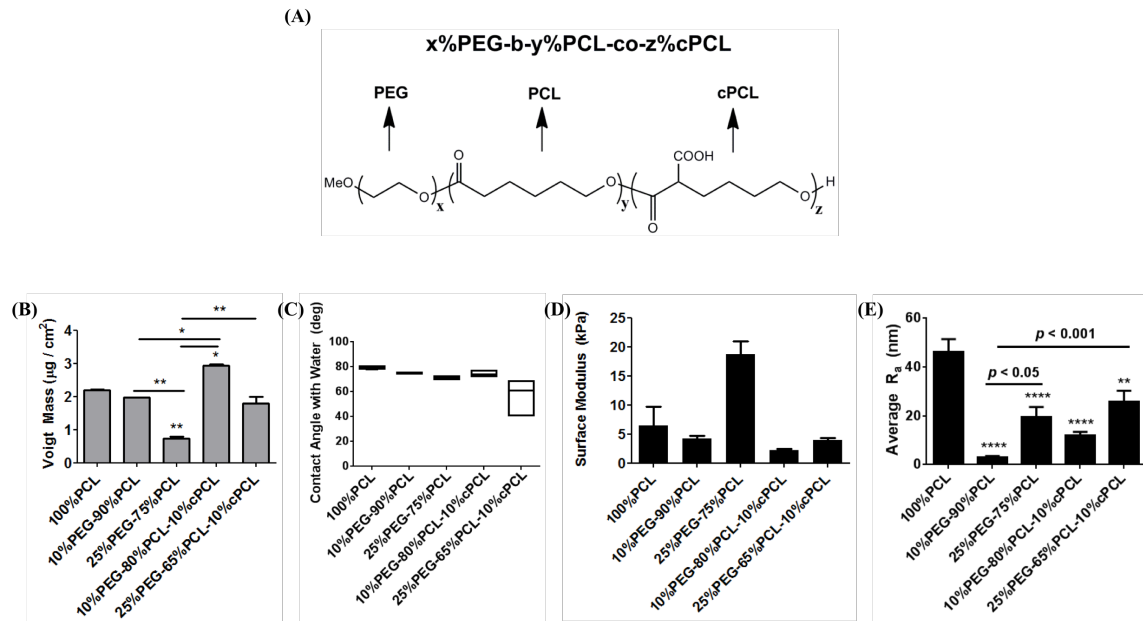 (A)
x%PEG-b-y%PCL-co-z%cPCL
PEG
PCL
cPCL
MeO
O
x
O
O
y
COOH
O
O
H
z
(B)
Voigt Mass (µg / cm²)
4
3
2
1
0
**
**
*
*
**
100%PCL
10%PEG-90%PCL
25%PEG-75%PCL
10%PEG-80%PCL-10%cPCL
25%PEG-65%PCL-10%cPCL
(C)
Contact Angle with Water (deg)
100
80
60
40
20
0
100%PCL
10%PEG-90%PCL
25%PEG-75%PCL
10%PEG-80%PCL-10%cPCL
25%PEG-65%PCL-10%cPCL
(D)
Surface Modulus (kPa)
25
20
15
10
5
0
100%PCL
10%PEG-90%PCL
25%PEG-75%PCL
10%PEG-80%PCL-10%cPCL
25%PEG-65%PCL-10%cPCL
(E)
Average Ra (nm)
60
40
20
0
p < 0.001
p < 0.05
****
****
****
**
100%PCL
10%PEG-90%PCL
25%PEG-75%PCL
10%PEG-80%PCL-10%cPCL
25%PEG-65%PCL-10%cPCL